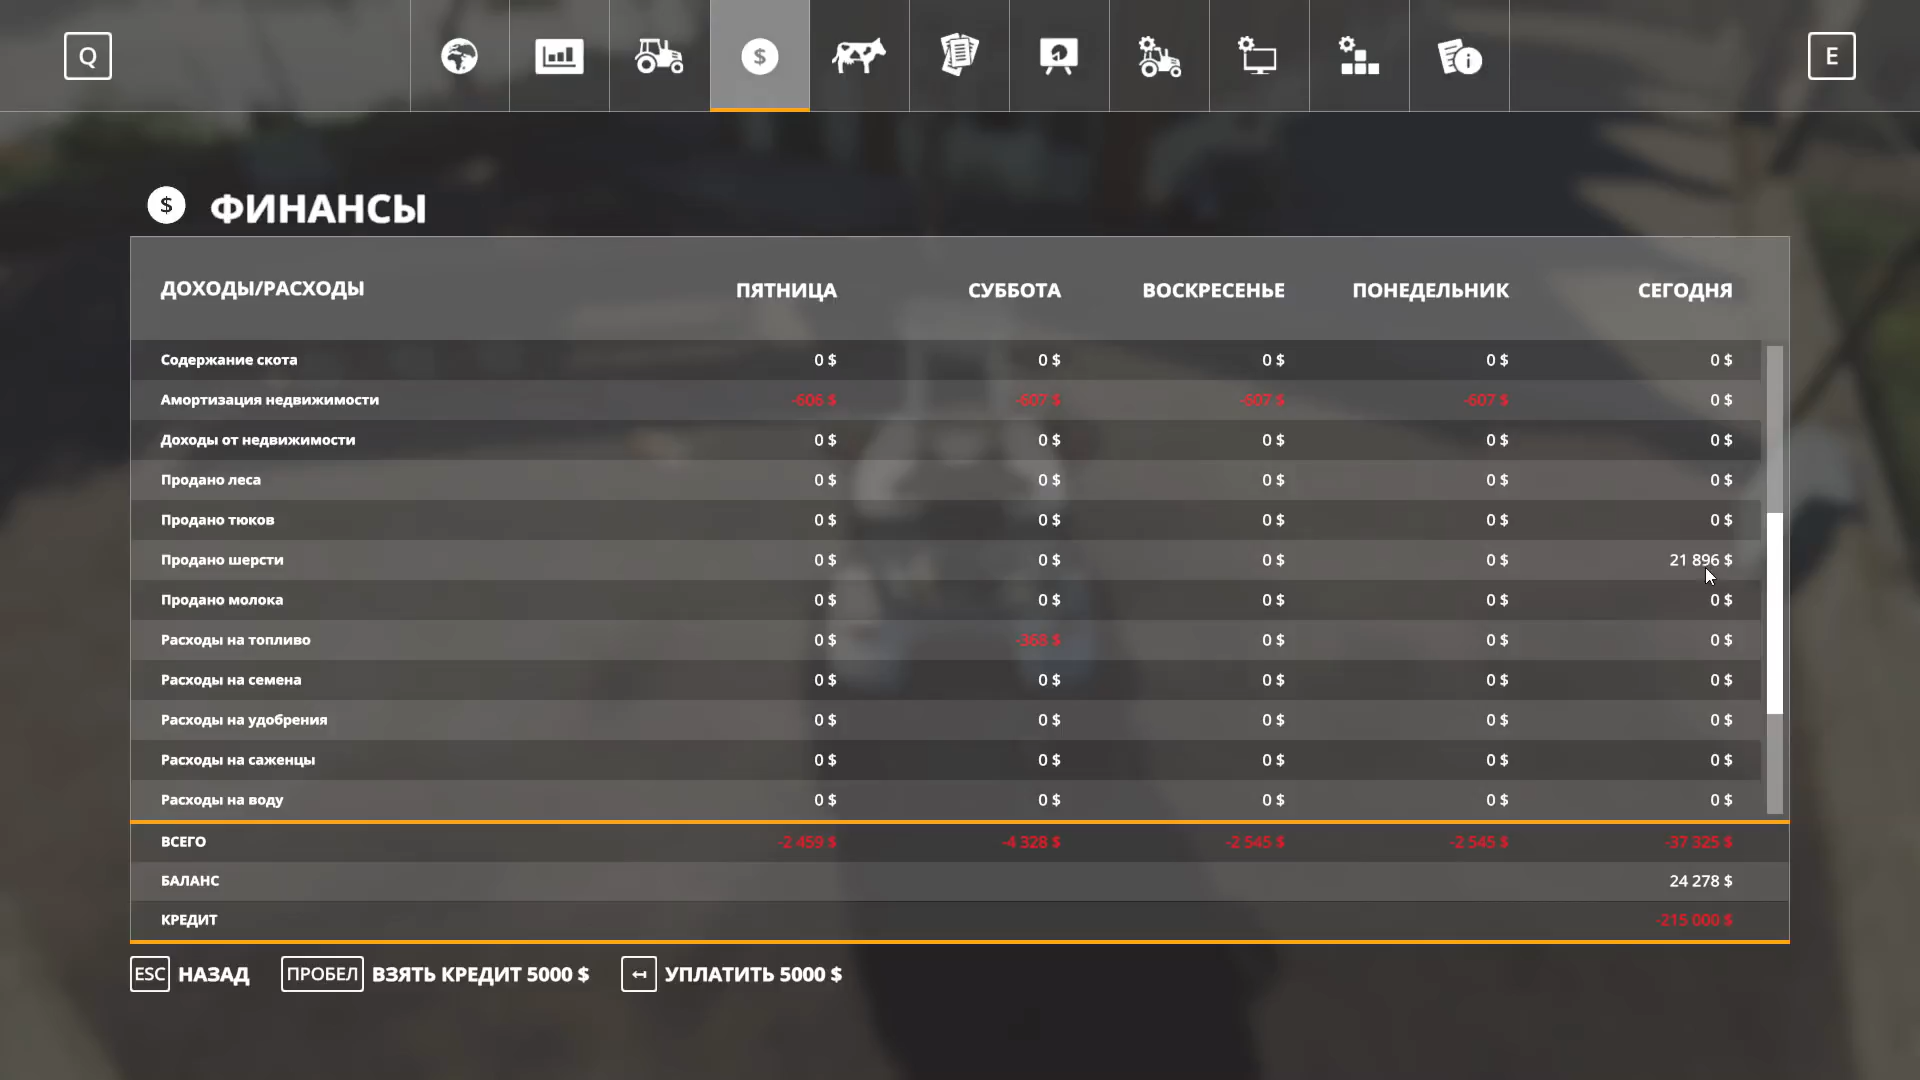 Q
E
$ ФИНАНСЫ
ДОХОДЫ/РАСХОДЫ ПЯТНИЦА СУББОТА ВОСКРЕСЕНЬЕ ПОНЕДЕЛЬНИК СЕГОДНЯ
Содержание скота 0 $ 0 $ 0 $ 0 $ 0 $
Амортизация недвижимости -606 $ -607 $ -607 $ -607 $ 0 $
Доходы от недвижимости 0 $ 0 $ 0 $ 0 $ 0 $
Продано леса 0 $ 0 $ 0 $ 0 $ 0 $
Продано тюков 0 $ 0 $ 0 $ 0 $ 0 $
Продано шерсти 0 $ 0 $ 0 $ 0 $ 21 896 $
Продано молока 0 $ 0 $ 0 $ 0 $ 0 $
Расходы на топливо 0 $ -368 $ 0 $ 0 $ 0 $
Расходы на семена 0 $ 0 $ 0 $ 0 $ 0 $
Расходы на удобрения 0 $ 0 $ 0 $ 0 $ 0 $
Расходы на саженцы 0 $ 0 $ 0 $ 0 $ 0 $
Расходы на воду 0 $ 0 $ 0 $ 0 $ 0 $
ВСЕГО -2 459 $ -4 328 $ -2 545 $ -2 545 $ -37 325 $
БАЛАНС 24 278 $
КРЕДИТ -215 000 $
ESC НАЗАД ПРОБЕЛ ВЗЯТЬ КРЕДИТ 5000 $ ↔ УПЛАТИТЬ 5000 $